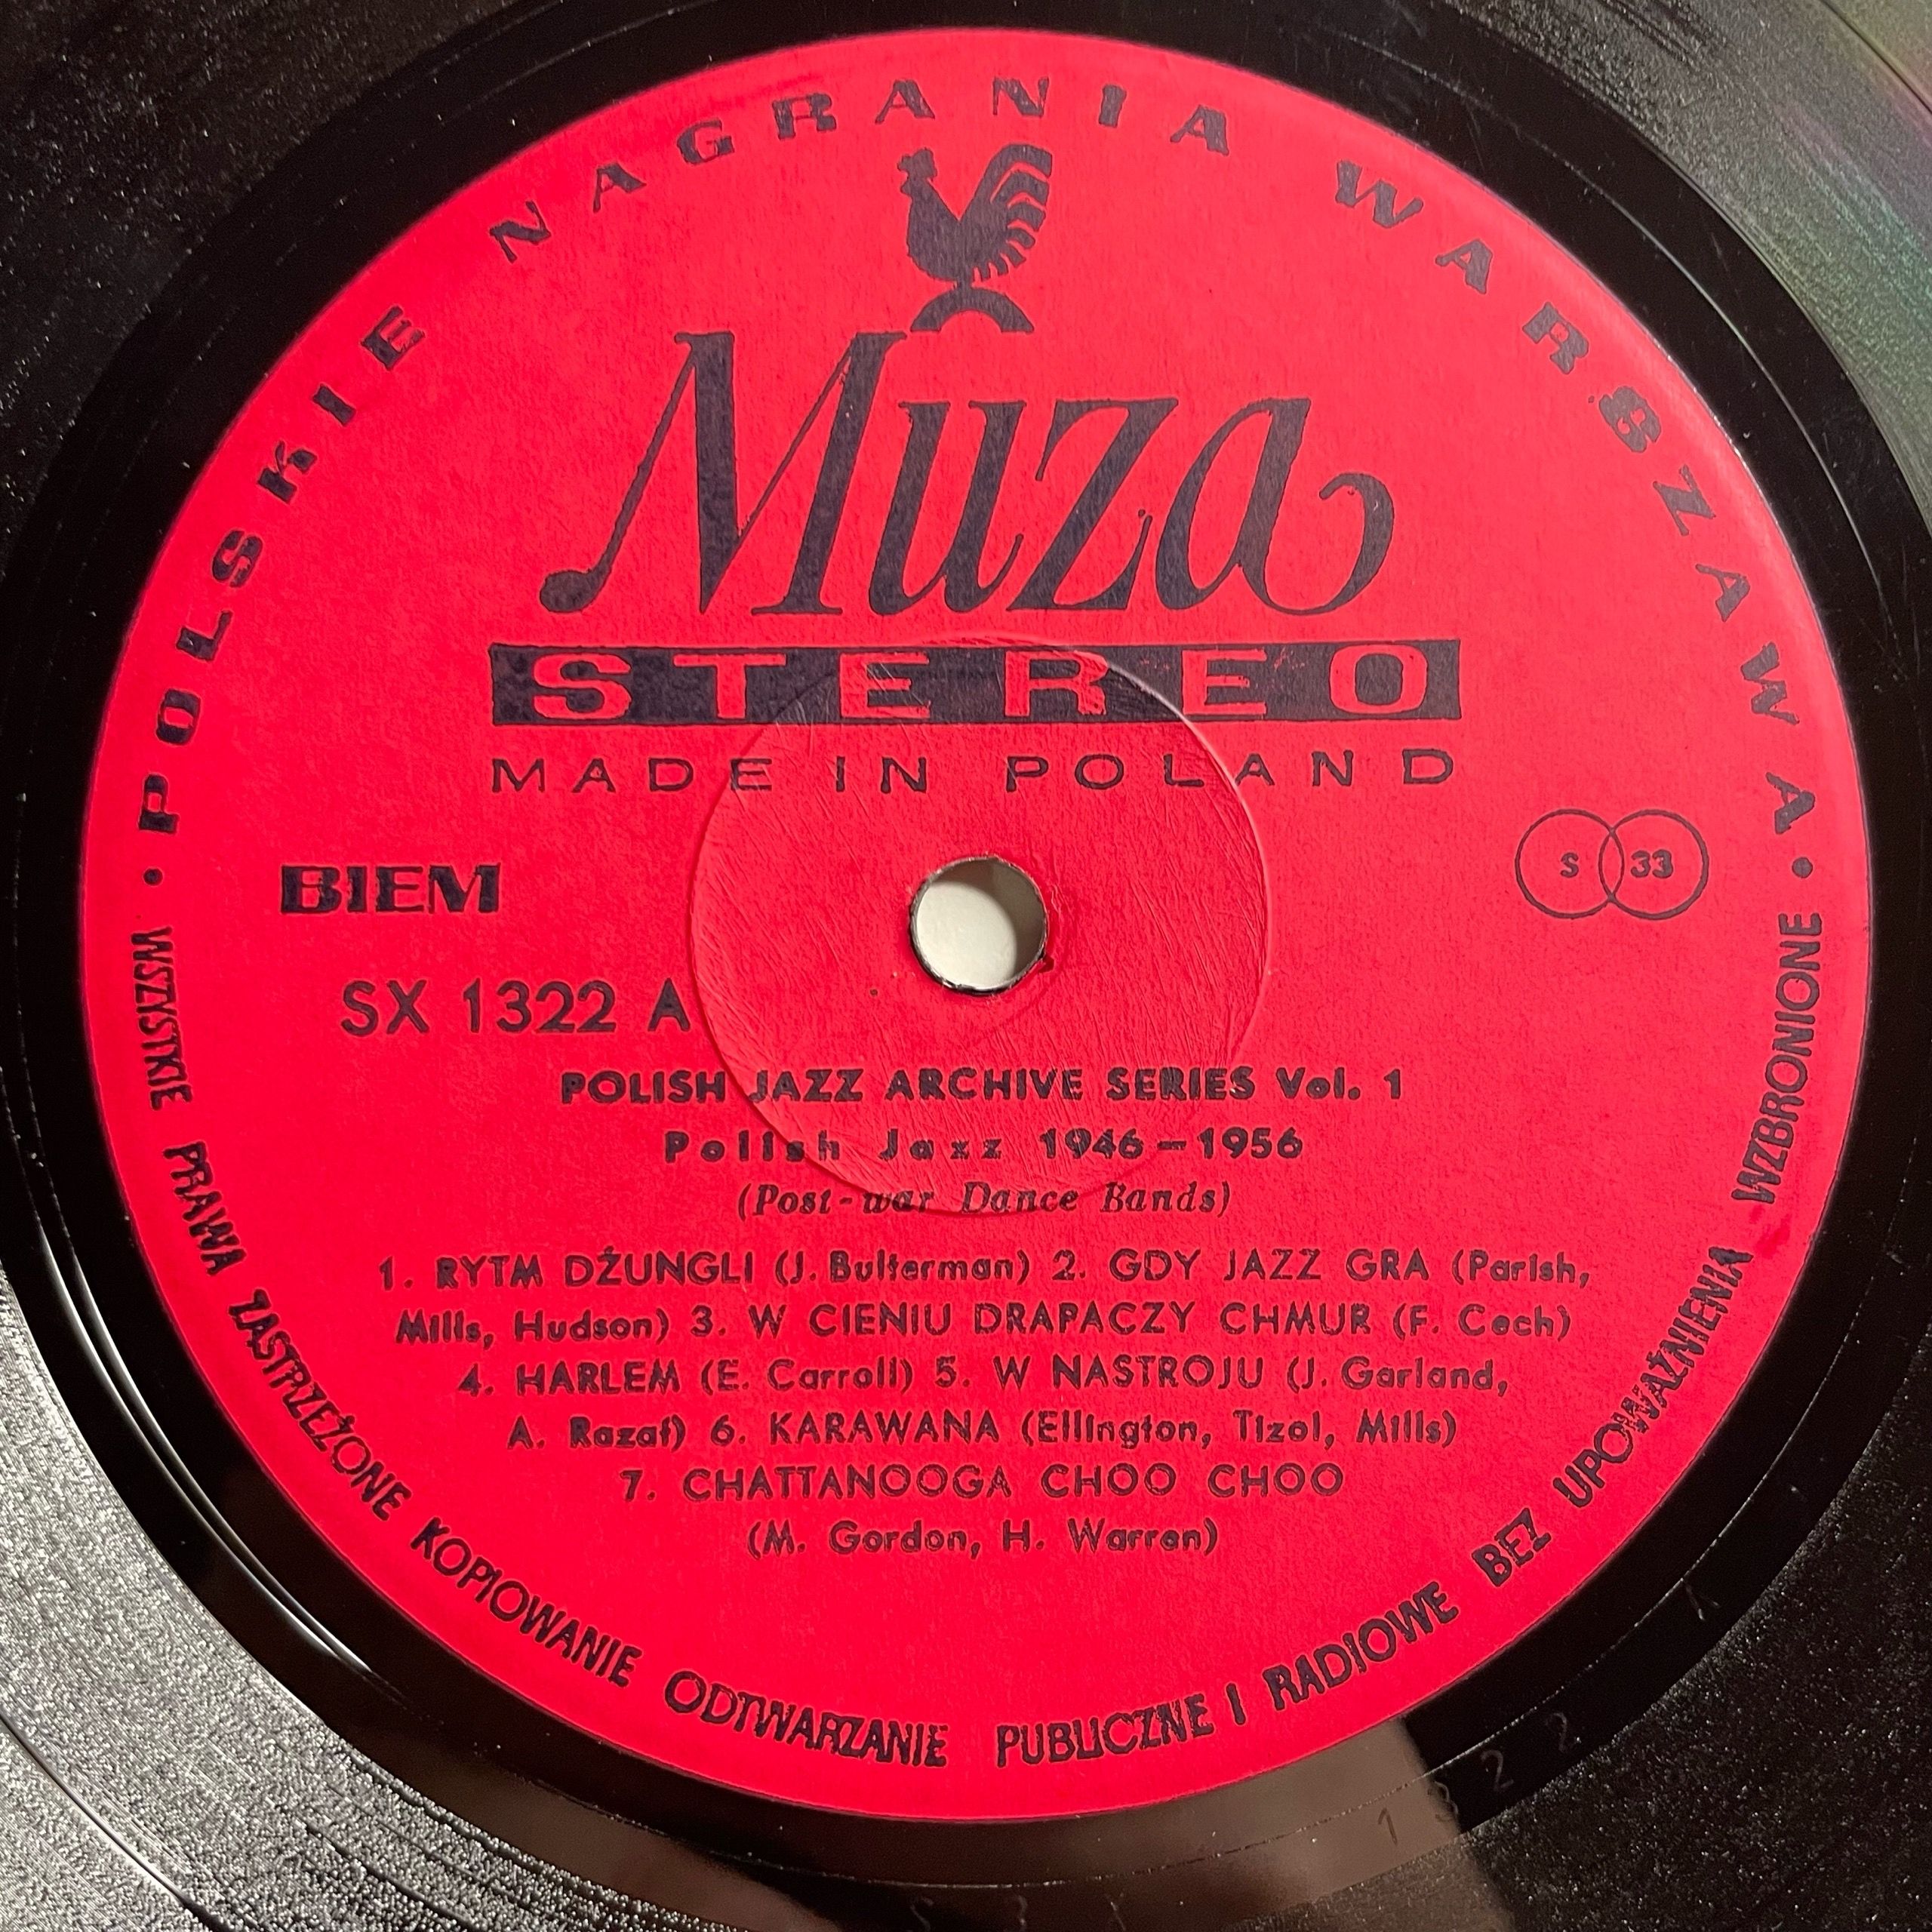 POLSKIE NAGRANIA WARSZAWA
Muza
STEREO
MADE IN POLAND
BIEM
S 33
SX 1322 A
POLISH JAZZ ARCHIVE SERIES Vol. 1
Polish Jazz 1946-1956
(Post-war Dance Bands)
1. RYTM DŻUNGLI (J. Bulterman) 2. GDY JAZZ GRA (Parish,
Mills, Hudson) 3. W CIENIU DRAPACZY CHMUR (F. Cech)
4. HARLEM (E. Carroll) 5. W NASTROJU (J. Garland,
A. Razaf) 6. KARAWANA (Ellington, Tizol, Mills)
7. CHATTANOOGA CHOO CHOO
(M. Gordon, H. Warren)
• WSZYSTKIE PRAWA ZASTRZEŻONE KOPIOWANIE ODTWARZANIE PUBLICZNE I RADIOWE BEZ UPOWAŻNIENIA WZBRONIONE •
1322